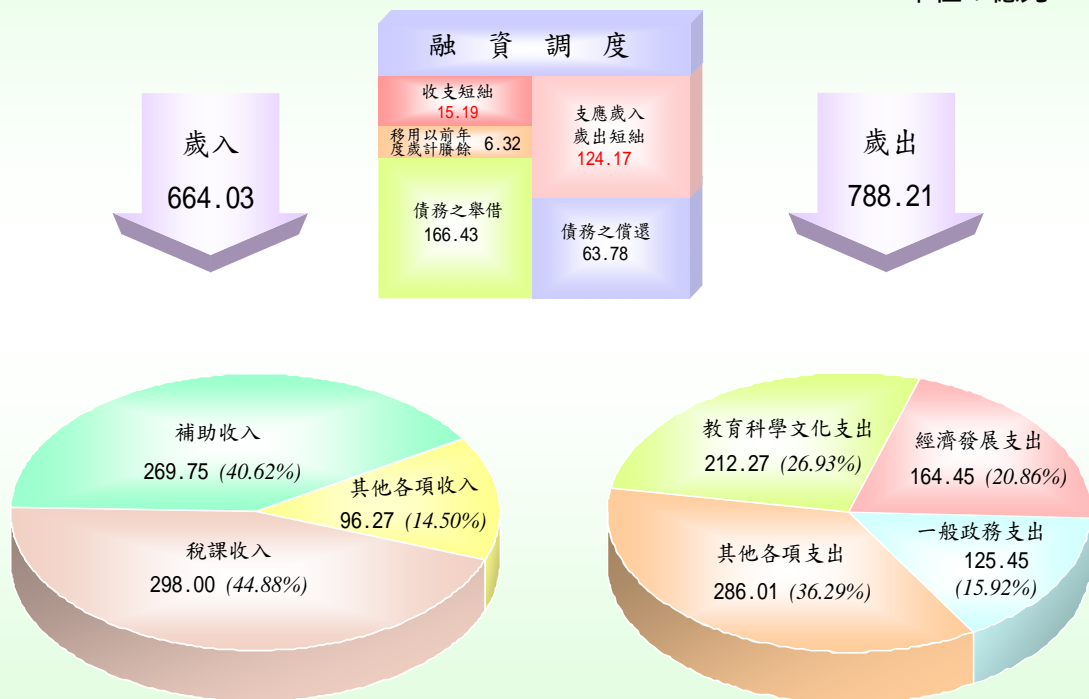 融資調度
收支短絀
15.19
移用以前年
度歲計賸餘 6.32
債務之舉借
166.43
支應歲入
歲出短絀
124.17
債務之償還
63.78
歲入
664.03
歲出
788.21
補助收入
269.75 (40.62%)
其他各項收入
96.27 (14.50%)
稅課收入
298.00 (44.88%)
教育科學文化支出
212.27 (26.93%)
經濟發展支出
164.45 (20.86%)
一般政務支出
125.45
(15.92%)
其他各項支出
286.01 (36.29%)